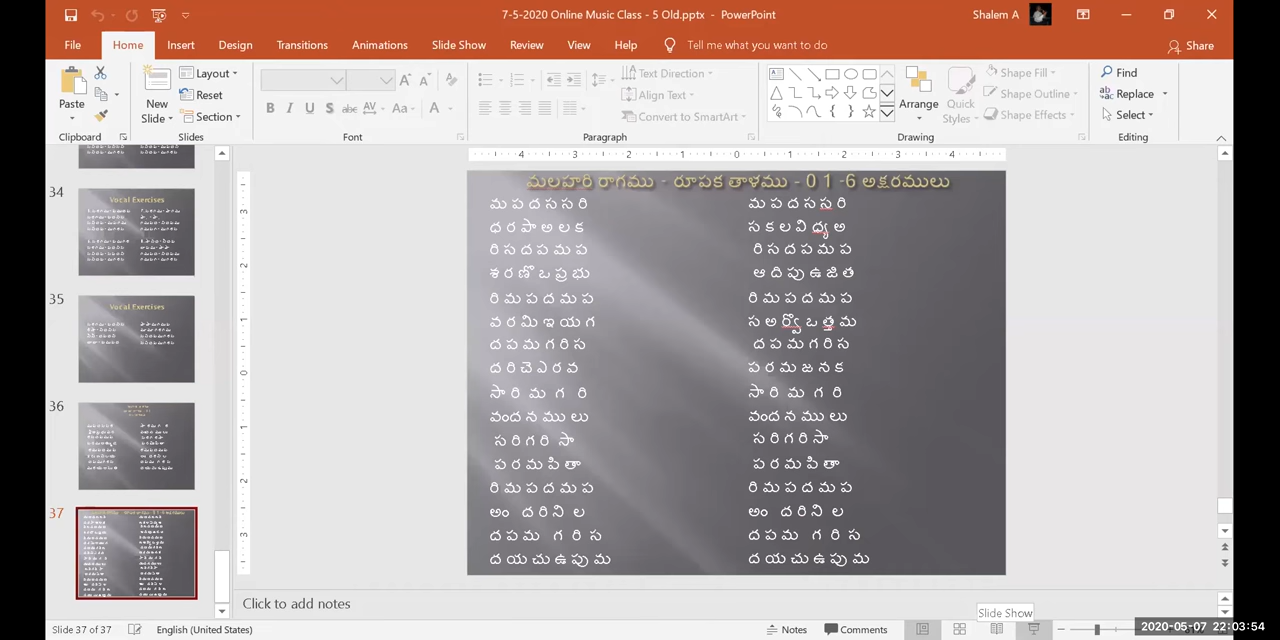 7-5-2020 Online Music Class - 5 Old.pptx - PowerPoint
Shalem A
File Home Insert Design Transitions Animations Slide Show Review View Help Tell me what you want to do
Share
Paste
Clipboard
New Slide
Layout
Reset
Section
Slides
Font
Text Direction
Align Text
Convert to SmartArt
Paragraph
Arrange
Quick Styles
Shape Fill
Shape Outline
Shape Effects
Drawing
Find
Replace
Select
Editing
34
Vocal Exercises
35
Vocal Exercises
36
37
మలహరి రాగము - రూపక తాళము - 0 1 -6 అక్షరములు
మ ప ద స స రి
ధ ర పా అ ల క
రి స ద ప మ ప
శ ర ణో ఒ ప్ర భు
రి మ ప ద మ ప
వ ర మి ఇ య గ
ద ప మ గ రి స
ద రి చె ఎ ర వ
సా రి మ గ రి
వం ద న ము లు
స రి గ రి సా
ప ర మ పి తా
రి మ ప ద మ ప
అం ద రి ని ల
ద ప మ గ రి స
ద య చు ఉ పు మ
మ ప ద స స రి
స క ల వి ధ్య అ
రి స ద ప మ ప
ఆ ది పు ఉ జి త
రి మ ప ద మ ప
స అ ర్వో ఒ త్త మ
ద ప మ గ రి స
ప ర మ జ న క
సా రి మ గ రి
వం ద న ము లు
స రి గ రి సా
ప ర మ పి తా
రి మ ప ద మ ప
అం ద రి ని ల
ద ప మ గ రి స
ద య చు ఉ పు మ
Click to add notes
Slide Show
Slide 37 of 37
English (United States)
Notes
Comments
2020-05-07 22:03:54